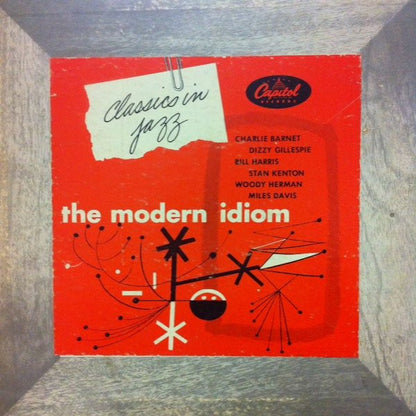 Classics in
jazz
Capitol
RECORDS
CHARLIE BARNET
DIZZY GILLESPIE
BILL HARRIS
STAN KENTON
WOODY HERMAN
MILES DAVIS
the modern idiom